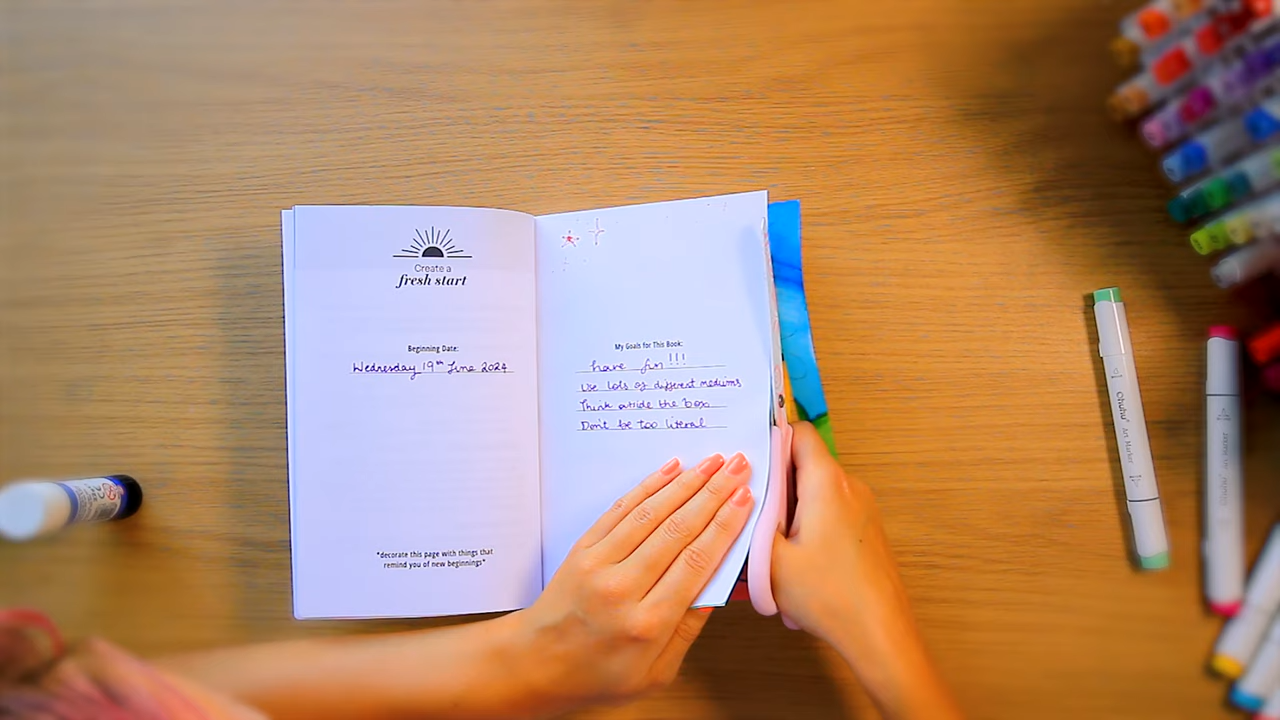 Create a
fresh start
Beginning Date:
Wednesday 19th June 2024
*decorate this page with things that
remind you of new beginnings*
My Goals for This Book:
have fun!!!
Use lots of different mediums
Think outside the box
Don't be too literal
Ohuhu Art Marker